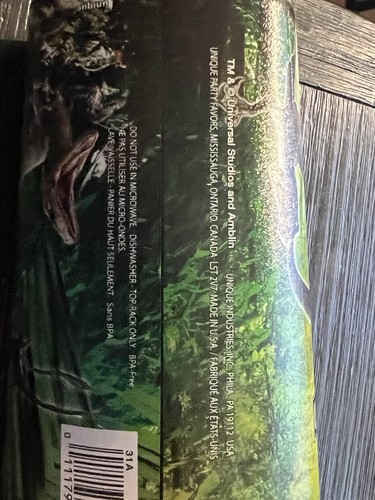 TM & © Universal Studios and Amblin UNIQUE INDUSTRIES, INC. PHILA., PA 19112 USA
UNIQUE PARTY FAVORS, MISSISSAUGA, ONTARIO, CANADA L5T 2V7 MADE IN U.S.A. / FABRIQUÉ AUX ÉTATS-UNIS
DO NOT USE IN MICROWAVE. DISHWASHER - TOP RACK ONLY. BPA-Free
NE PAS UTILISER AU MICRO-ONDES.
LAVE-VAISSELLE - PANIER DU HAUT SEULEMENT. Sans BPA
31A
0 11179